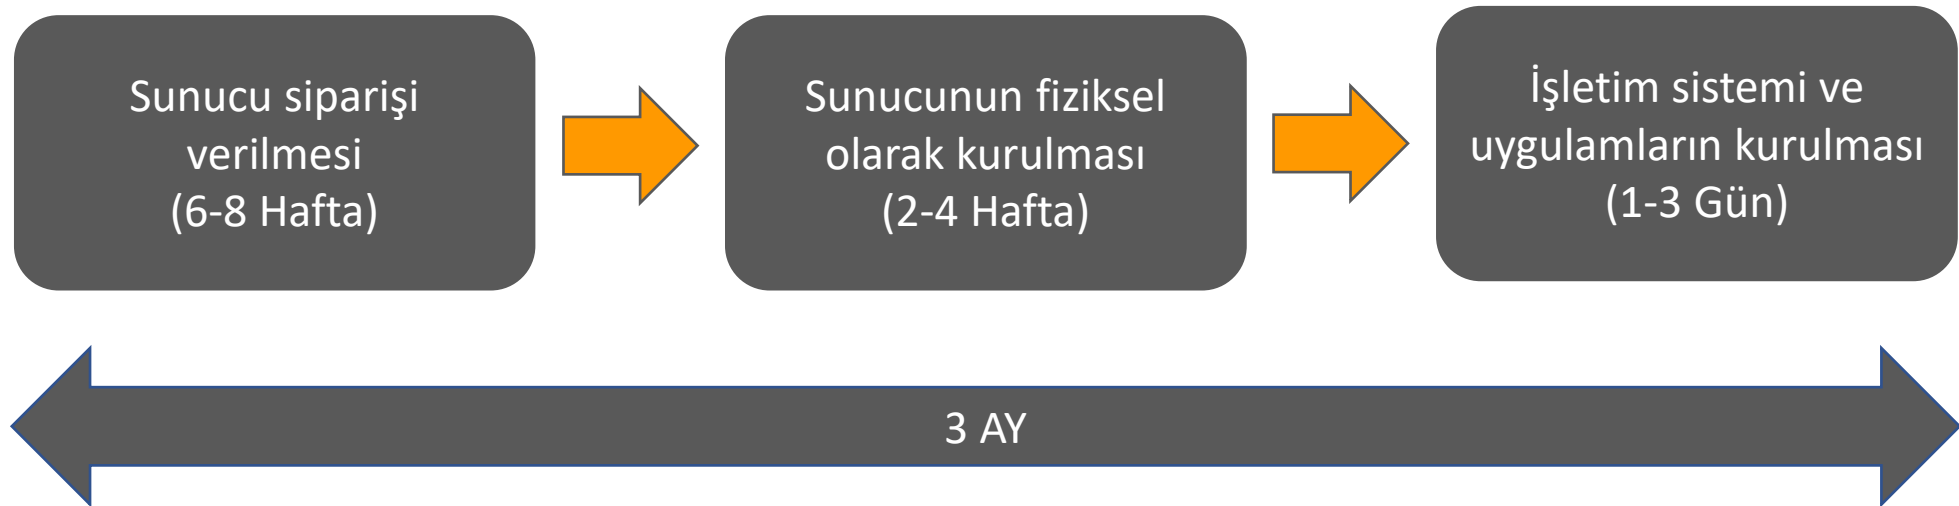 Sunucu siparişi
verilmesi
(6-8 Hafta)
Sunucunun fiziksel
olarak kurulması
(2-4 Hafta)
İşletim sistemi ve
uygulamların kurulması
(1-3 Gün)
3 AY